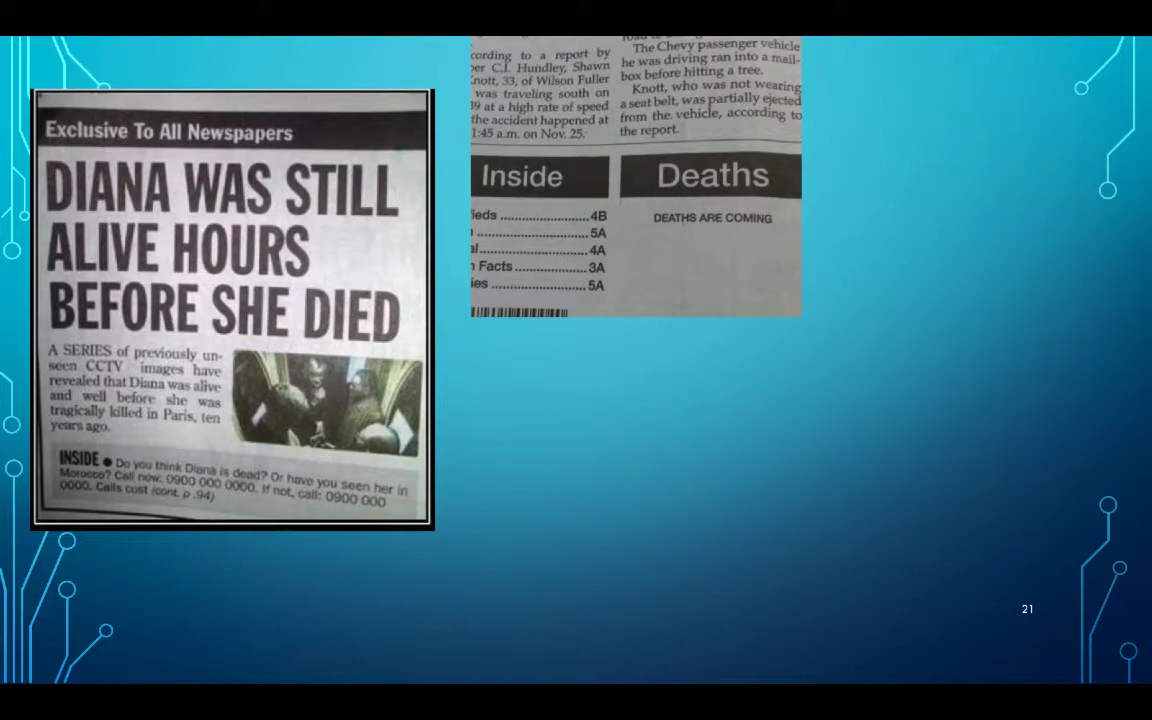 Exclusive To All Newspapers
DIANA WAS STILL
ALIVE HOURS
BEFORE SHE DIED
A SERIES of previously un-
seen CCTV images have
revealed that Diana was alive
and well before she was
tragically killed in Paris, ten
years ago.
INSIDE ● Do you think Diana is dead? Or have you seen her in
Morocco? Call now: 0900 000 0000. If not, call: 0900 000
0000. Calls cost (cont. p .94)
cording to a report by
er C.J. Hundley, Shawn
nott, 33, of Wilson Fuller
was traveling south on
9 at a high rate of speed
the accident happened at
1:45 a.m. on Nov. 25.
The Chevy passenger vehicle
he was driving ran into a mail-
box before hitting a tree.
Knott, who was not wearing
a seat belt, was partially ejected
from the vehicle, according to
the report.
Inside
ieds ........................ 4B
.............................. 5A
l.............................. 4A
Facts ................... 3A
ies ......................... 5A
Deaths
DEATHS ARE COMING
21